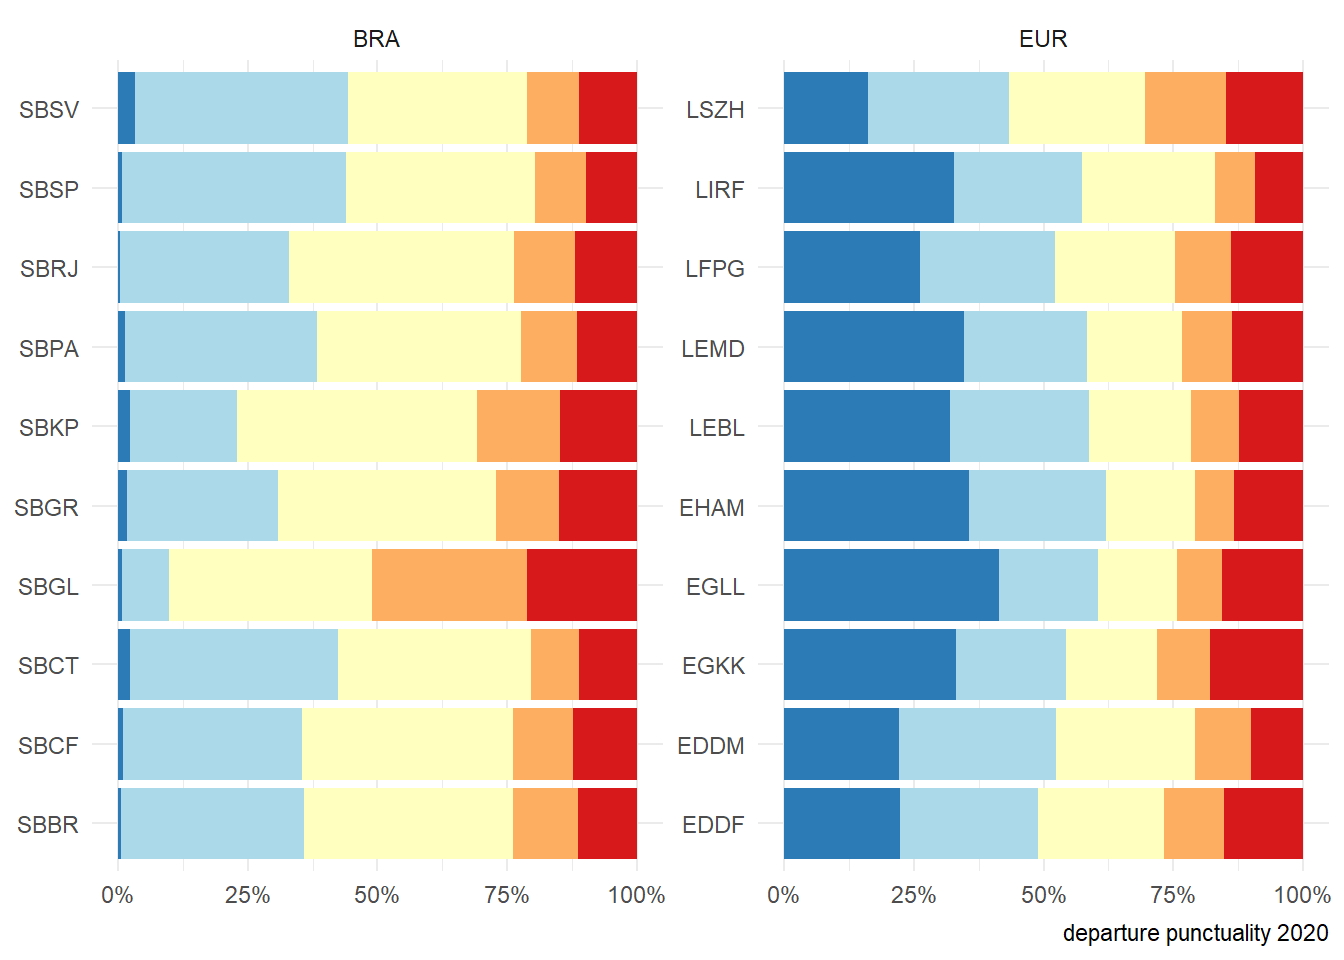 BRA
EUR
SBSV
SBSP
SBRJ
SBPA
SBKP
SBGR
SBGL
SBCT
SBCF
SBBR
0% 25% 50% 75% 100%
LSZH
LIRF
LFPG
LEMD
LEBL
EHAM
EGLL
EGKK
EDDM
EDDF
0% 25% 50% 75% 100%
departure punctuality 2020